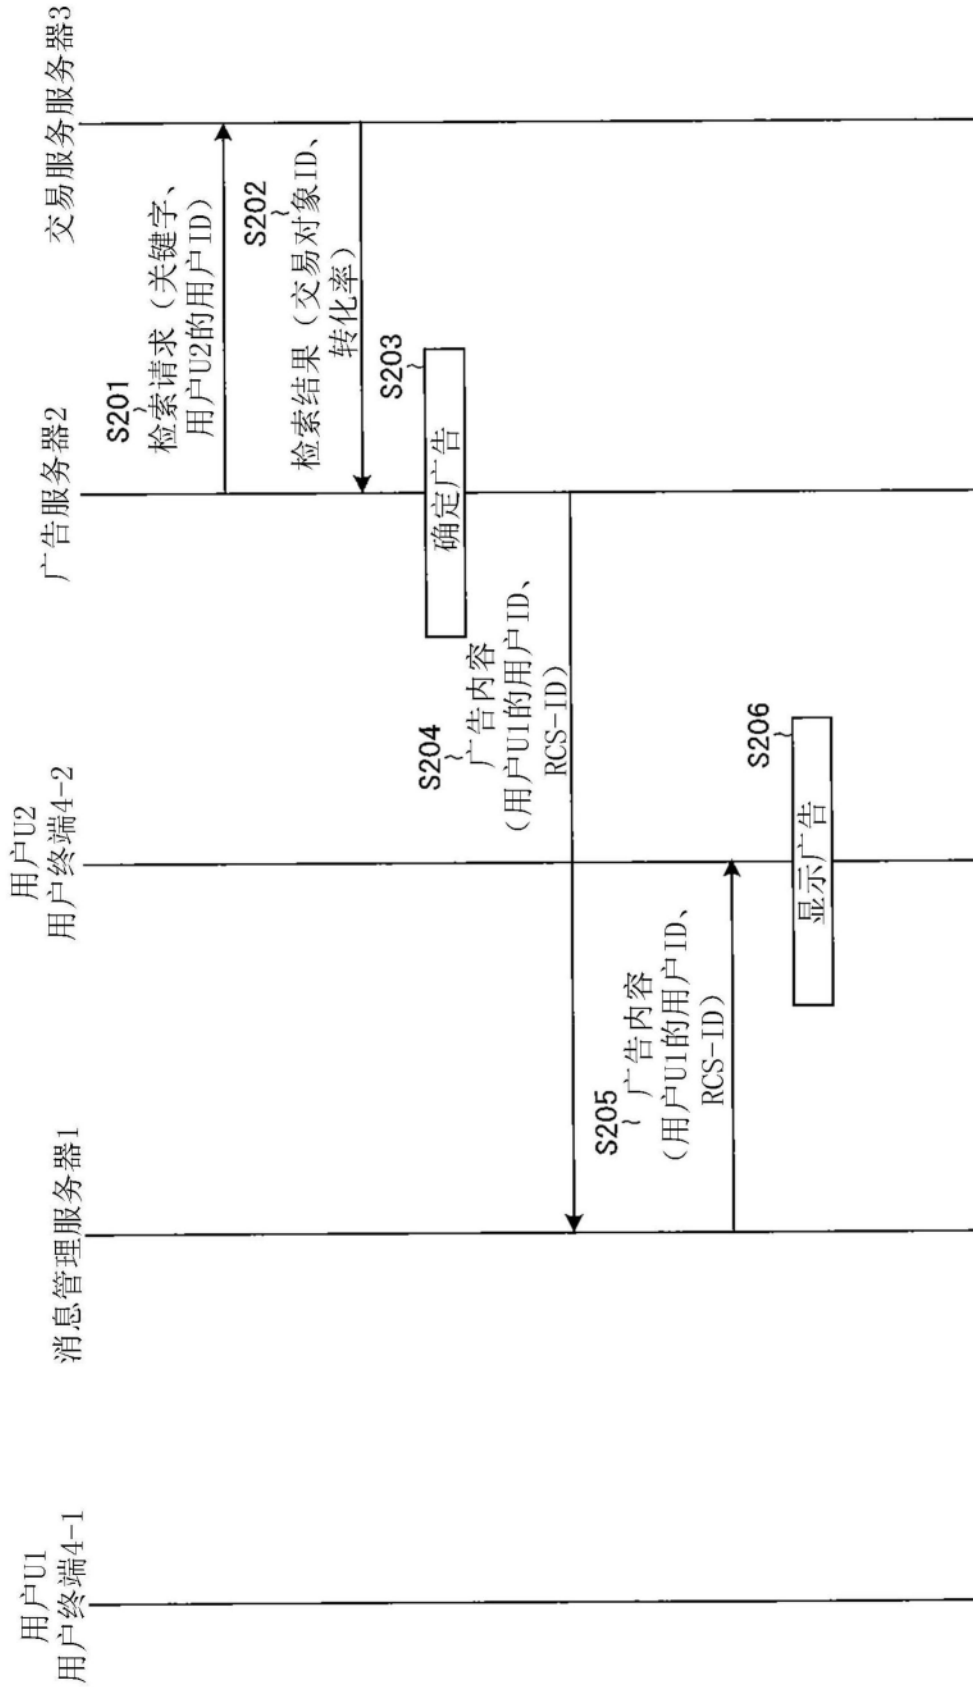 用户U1
用户终端4-1
消息管理服务器1
用户U2
用户终端4-2
广告服务器2
交易服务服务器3
S201
检索请求（关键字、
用户U2的用户ID）
S202
检索结果（交易对象ID、
转化率）
S203
确定广告
S204
广告内容
（用户U1的用户ID、
RCS-ID）
S205
广告内容
（用户U1的用户ID、
RCS-ID）
S206
显示广告